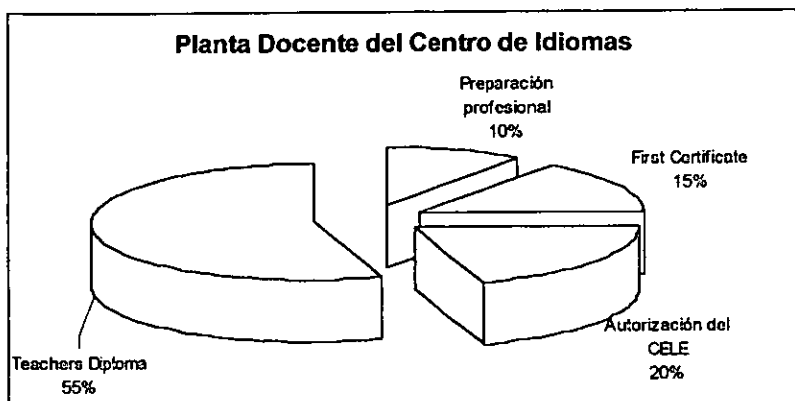 Planta Docente del Centro de Idiomas
Preparación
profesional
10%
First Certificate
15%
Autorización del
CELE
20%
Teachers Diploma
55%